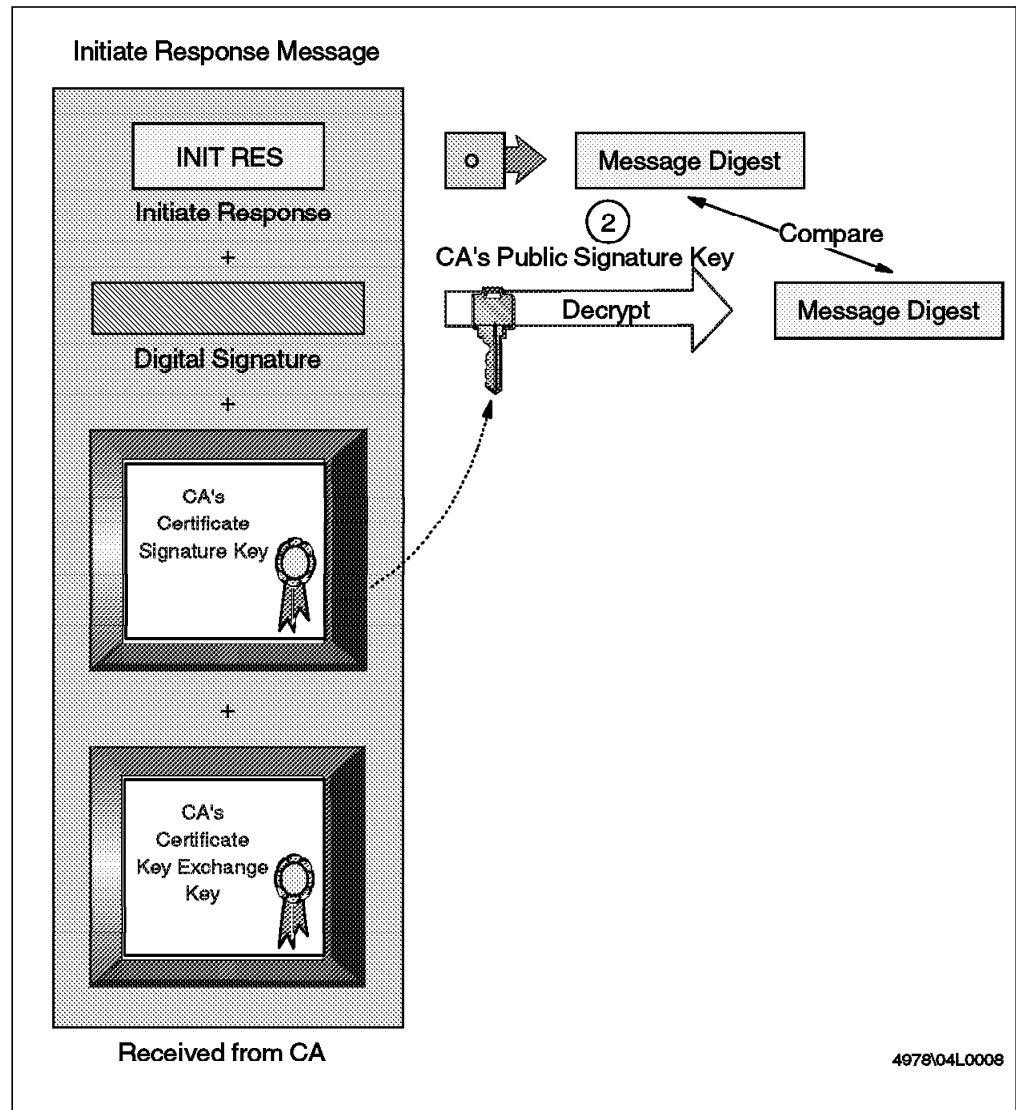 Initiate Response Message
INIT RES
Initiate Response
+
Digital Signature
+
CA's
Certificate
Signature Key
+
CA's
Certificate
Key Exchange
Key
Received from CA
Message Digest
2
Compare
CA's Public Signature Key
Decrypt
Message Digest
4978\04L0008